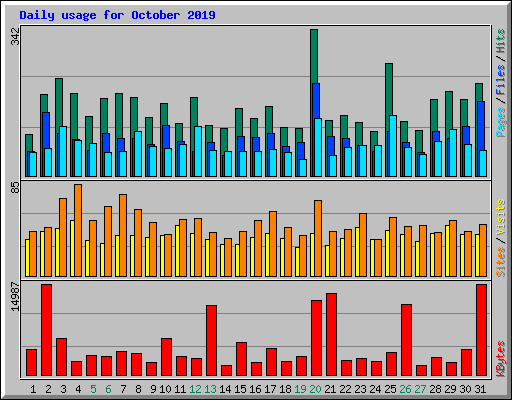 Daily usage for October 2019
342
Pages / Files / Hits
85
Sites / Visits
14987
KBytes
1 2 3 4 5 6 7 8 9 10 11 12 13 14 15 16 17 18 19 20 21 22 23 24 25 26 27 28 29 30 31